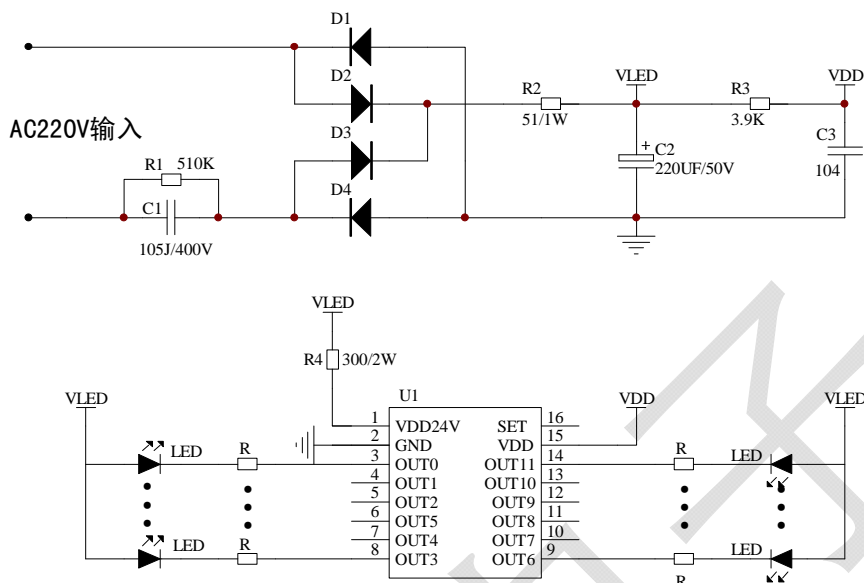 D1
D2
R2
VLED
R3
VDD
AC220V输入
51/1W
3.9K
D3
C3
R1 510K
+ C2
220UF/50V
104
D4
C1
105J/400V
VLED
R4 300/2W
U1
VLED
VDD
VLED
1 VDD24V SET 16
2 GND VDD 15
LED R 3 OUT0 OUT11 14 R LED
4 OUT1 OUT10 13
5 OUT2 OUT9 12
6 OUT5 OUT8 11
7 OUT4 OUT7 10
LED R 8 OUT3 OUT6 9 R LED
R